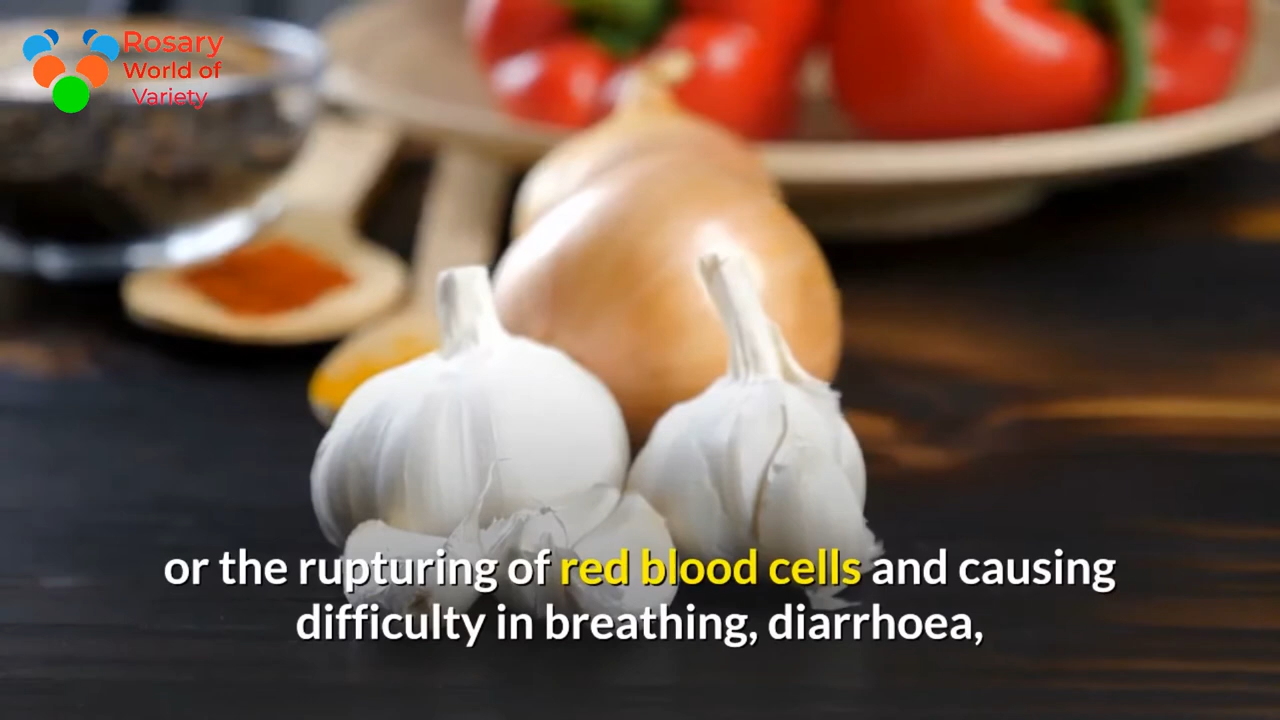 Rosary
World of
Variety
or the rupturing of red blood cells and causing
difficulty in breathing, diarrhoea,